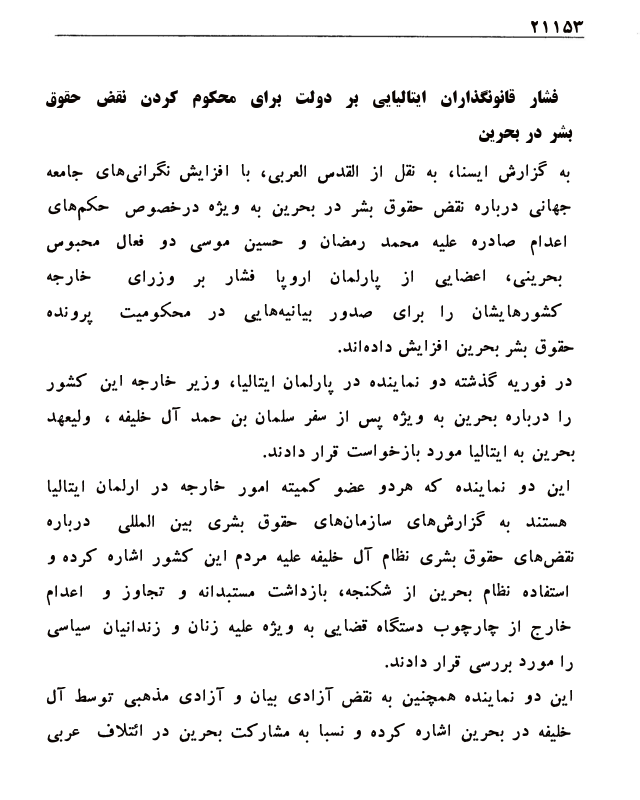 ۲۱۱۵۳
فشار قانونگذاران ایتالیایی بر دولت برای محکوم کردن نقض حقوق
بشر در بحرین
به گزارش ایسنا، به نقل از القدس العربی، با افزایش نگرانی‌های جامعه
جهانی درباره نقض حقوق بشر در بحرین به ویژه درخصوص حکم‌های
اعدام صادره علیه محمد رمضان و حسین موسی دو فعال محبوس
بحرینی، اعضایی از پارلمان اروپا فشار بر وزرای خارجه
کشورهایشان را برای صدور بیانیه‌هایی در محکومیت پرونده
حقوق بشر بحرین افزایش داده‌اند.
در فوریه گذشته دو نماینده در پارلمان ایتالیا، وزیر خارجه این کشور
را درباره بحرین به ویژه پس از سفر سلمان بن حمد آل خلیفه ، ولیعهد
بحرین به ایتالیا مورد بازخواست قرار دادند.
این دو نماینده که هردو عضو کمیته امور خارجه در ارلمان ایتالیا
هستند به گزارش‌های سازمان‌های حقوق بشری بین المللی درباره
نقض‌های حقوق بشری نظام آل خلیفه علیه مردم این کشور اشاره کرده و
استفاده نظام بحرین از شکنجه، بازداشت مستبدانه و تجاوز و اعدام
خارج از چارچوب دستگاه قضایی به ویژه علیه زنان و زندانیان سیاسی
را مورد بررسی قرار دادند.
این دو نماینده همچنین به نقض آزادی بیان و آزادی مذهبی توسط آل
خلیفه در بحرین اشاره کرده و نسبا به مشارکت بحرین در ائتلاف عربی